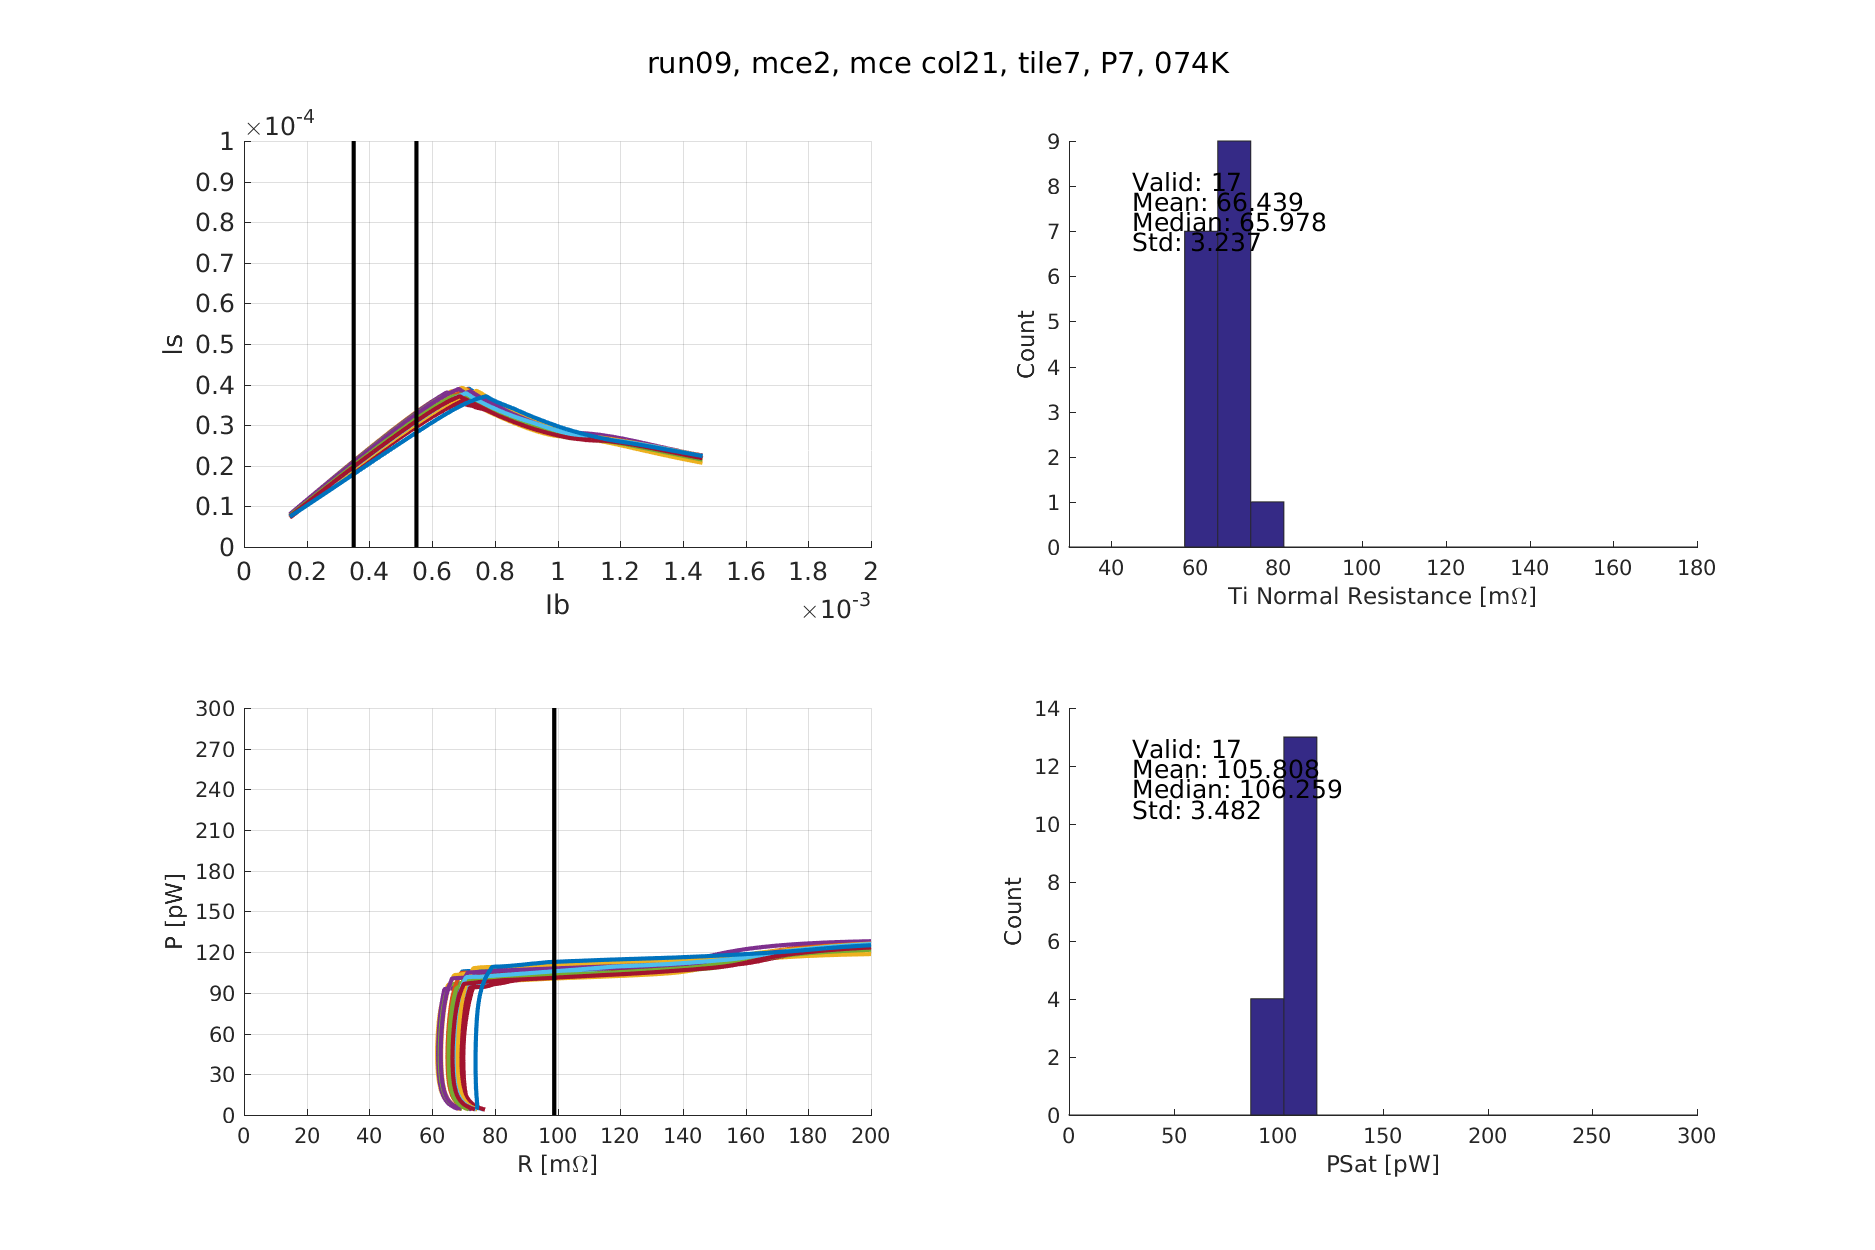 run09, mce2, mce col21, tile7, P7, 074K
×10-4
1
0.9
0.8
0.7
0.6
0.5
0.4
0.3
0.2
0.1
0
Is
0 0.2 0.4 0.6 0.8 1 1.2 1.4 1.6 1.8 2
Ib
×10-3
9
8
7
6
5
4
3
2
1
0
Count
Valid: 17
Mean: 66.439
Median: 65.978
Std: 3.237
40 60 80 100 120 140 160 180
Ti Normal Resistance [mΩ]
300
270
240
210
180
150
120
90
60
30
0
P [pW]
0 20 40 60 80 100 120 140 160 180 200
R [mΩ]
14
12
10
8
6
4
2
0
Count
Valid: 17
Mean: 105.808
Median: 106.259
Std: 3.482
0 50 100 150 200 250 300
PSat [pW]